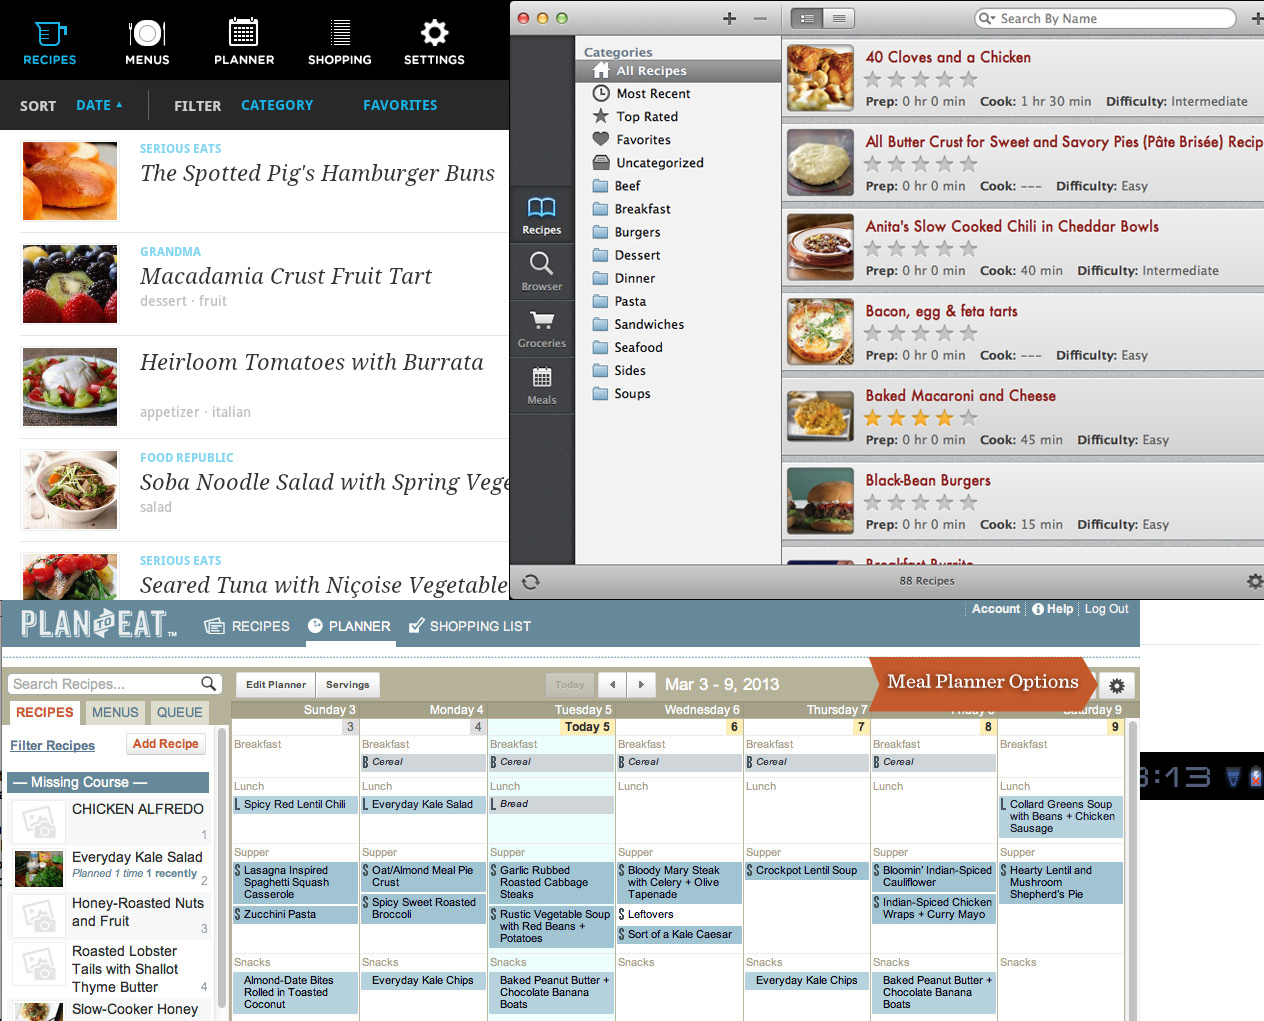 RECIPES
MENUS
PLANNER
SHOPPING
SETTINGS
SORT DATE ▲ FILTER CATEGORY FAVORITES
SERIOUS EATS
The Spotted Pig's Hamburger Buns
GRANDMA
Macadamia Crust Fruit Tart
dessert · fruit
Heirloom Tomatoes with Burrata
appetizer · italian
FOOD REPUBLIC
Soba Noodle Salad with Spring Vege
salad
SERIOUS EATS
Seared Tuna with Niçoise Vegetable
Search By Name
Recipes
Browser
Groceries
Meals
Categories
All Recipes
Most Recent
Top Rated
Favorites
Uncategorized
Beef
Breakfast
Burgers
Dessert
Dinner
Pasta
Sandwiches
Seafood
Sides
Soups
40 Cloves and a Chicken
Prep: 0 hr 0 min Cook: 1 hr 30 min Difficulty: Intermediate
All Butter Crust for Sweet and Savory Pies (Pâte Brisée) Recip
Prep: 0 hr 0 min Cook: --- Difficulty: Easy
Anita's Slow Cooked Chili in Cheddar Bowls
Prep: 0 hr 0 min Cook: 40 min Difficulty: Intermediate
Bacon, egg & feta tarts
Prep: 0 hr 0 min Cook: --- Difficulty: Easy
Baked Macaroni and Cheese
Prep: 0 hr 0 min Cook: 45 min Difficulty: Easy
Black-Bean Burgers
Prep: 0 hr 0 min Cook: 15 min Difficulty: Easy
Breakfast Burrito
88 Recipes
PLAN TO EAT ™
RECIPES
PLANNER
SHOPPING LIST
Account Help Log Out
Search Recipes...
RECIPES MENUS QUEUE
Filter Recipes Add Recipe
— Missing Course —
CHICKEN ALFREDO
1
Everyday Kale Salad
Planned 1 time 1 recently 2
Honey-Roasted Nuts
and Fruit
3
Roasted Lobster
Tails with Shallot
Thyme Butter 4
Slow-Cooker Honey
Edit Planner Servings Today Mar 3 - 9, 2013 Meal Planner Options
Sunday 3 Monday 4 Tuesday 5 Wednesday 6 Thursday 7 Friday 8 Saturday 9
3 4 Today 5 6 7 8 9
Breakfast Breakfast Breakfast Breakfast Breakfast Breakfast Breakfast
B Cereal B Cereal B Cereal B Cereal B Cereal
Lunch Lunch Lunch Lunch Lunch Lunch Lunch
L Spicy Red Lentil Chili
L Everyday Kale Salad
L Bread
L Collard Greens Soup
with Beans + Chicken
Sausage
Supper Supper Supper Supper Supper Supper Supper
S Lasagna Inspired
Spaghetti Squash
Casserole
S Zucchini Pasta
S Oat/Almond Meal Pie
Crust
S Spicy Sweet Roasted
Broccoli
S Garlic Rubbed
Roasted Cabbage
Steaks
S Rustic Vegetable Soup
with Red Beans +
Potatoes
S Bloody Mary Steak
with Celery + Olive
Tapenade
S Leftovers
S Sort of a Kale Caesar
S Crockpot Lentil Soup
S Bloomin' Indian-Spiced
Cauliflower
S Indian-Spiced Chicken
Wraps + Curry Mayo
S Hearty Lentil and
Mushroom
Shepherd's Pie
Snacks Snacks Snacks Snacks Snacks Snacks Snacks
Almond-Date Bites
Rolled in Toasted
Coconut
Everyday Kale Chips
Baked Peanut Butter +
Chocolate Banana
Boats
Everyday Kale Chips
Baked Peanut Butter +
Chocolate Banana
Boats
:13